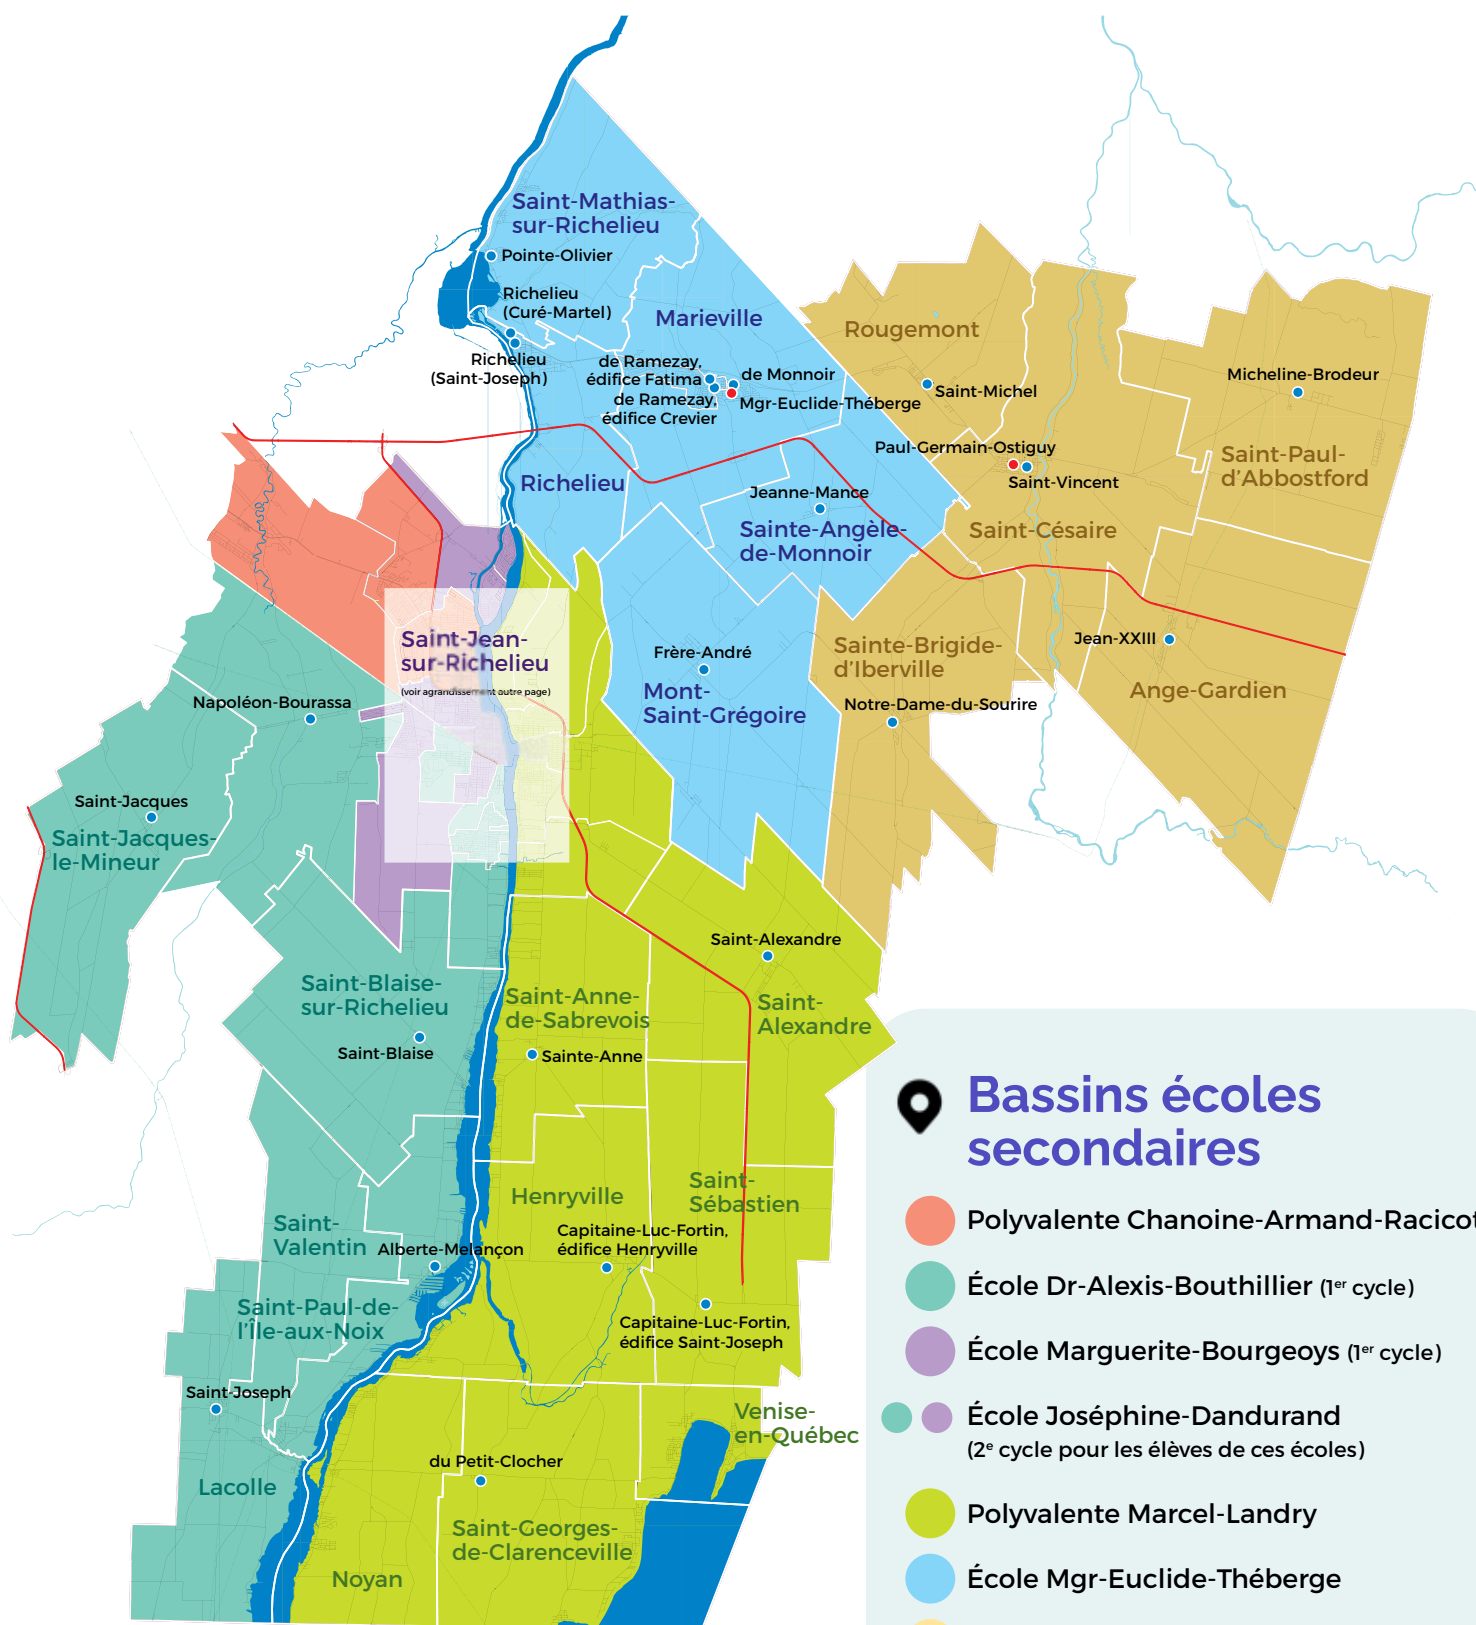 Saint-Mathias-
sur-Richelieu
Pointe-Olivier
Richelieu
(Curé-Martel)
Marieville
Rougemont
Richelieu
(Saint-Joseph)
de Ramezay,
édifice Fatima
de Monnoir
de Ramezay,
édifice Crevier
Mgr-Euclide-Théberge
Saint-Michel
Micheline-Brodeur
Paul-Germain-Ostiguy
Saint-Vincent
Saint-Paul-
d'Abbostford
Richelieu
Jeanne-Mance
Sainte-Angèle-
de-Monnoir
Saint-Césaire
Saint-Jean-
sur-Richelieu
(voir agrandissement autre page)
Frère-André
Mont-
Saint-Grégoire
Sainte-Brigide-
d'Iberville
Jean-XXIII
Ange-Gardien
Notre-Dame-du-Sourire
Napoléon-Bourassa
Saint-Jacques
Saint-Jacques-
le-Mineur
Saint-Alexandre
Saint-
Alexandre
Saint-Blaise-
sur-Richelieu
Saint-Blaise
Saint-Anne-
de-Sabrevois
Sainte-Anne
Henryville
Saint-
Sébastien
Capitaine-Luc-Fortin,
édifice Henryville
Saint-
Valentin
Alberte-Melançon
Saint-Paul-de-
l'Île-aux-Noix
Capitaine-Luc-Fortin,
édifice Saint-Joseph
Saint-Joseph
Venise-
en-Québec
du Petit-Clocher
Lacolle
Saint-Georges-
de-Clarenceville
Noyan
Bassins écoles
secondaires
Polyvalente Chanoine-Armand-Racicot
École Dr-Alexis-Bouthillier (1er cycle)
École Marguerite-Bourgeoys (1er cycle)
École Joséphine-Dandurand
(2e cycle pour les élèves de ces écoles)
Polyvalente Marcel-Landry
École Mgr-Euclide-Théberge